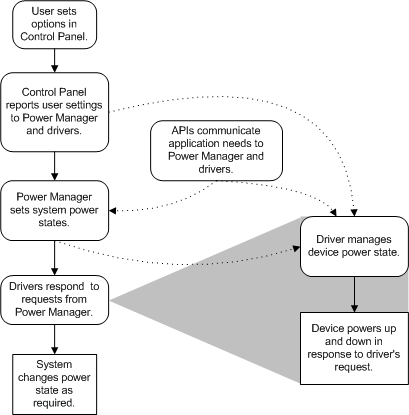 User sets
options in
Control Panel.
Control Panel
reports user settings
to Power Manager
and drivers.
APIs communicate
application needs to
Power Manager and
drivers.
Power Manager
sets system power
states.
Driver manages
device power state.
Drivers respond to
requests from
Power Manager.
Device powers up
and down in
response to driver's
request.
System
changes power
state as
required.